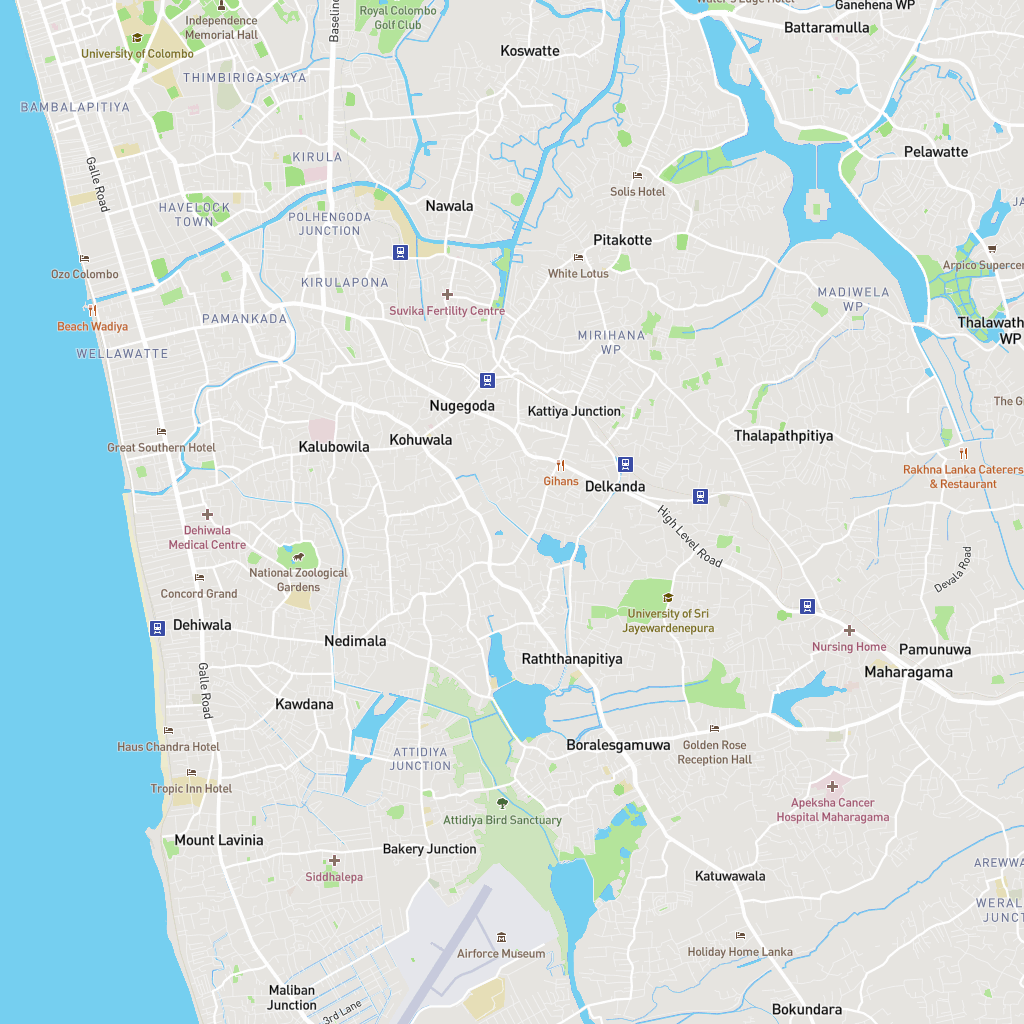 Water's Edge Hotel
Ganehena WP
Royal Colombo
Golf Club
Independence
Memorial Hall
Baseline
Battaramulla
University of Colombo
Koswatte
THIMBIRIGASYAYA
BAMBALAPITIYA
KIRULA
Pelawatte
Galle Road
Solis Hotel
HAVELOCK
TOWN
Nawala
POLHENGODA
JUNCTION
Pitakotte
JA
Ozo Colombo
White Lotus
Arpico Supercen
KIRULAPONA
MADIWELA
WP
Suvika Fertility Centre
Beach Wadiya
PAMANKADA
Thalawath
WP
MIRIHANA
WP
WELLAWATTE
Nugegoda
Kattiya Junction
The Gr
Great Southern Hotel
Kalubowila
Kohuwala
Thalapathpitiya
Gihans
Rakhna Lanka Caterers
& Restaurant
Delkanda
Dehiwala
Medical Centre
High Level Road
National Zoological
Gardens
Devala Road
Concord Grand
University of Sri
Jayewardenepura
Dehiwala
Nedimala
Nursing Home
Pamunuwa
Raththanapitiya
Maharagama
Galle Road
Kawdana
Haus Chandra Hotel
Boralesgamuwa
Golden Rose
Reception Hall
ATTIDIYA
JUNCTION
Tropic Inn Hotel
Apeksha Cancer
Hospital Maharagama
Attidiya Bird Sanctuary
Mount Lavinia
Bakery Junction
AREWWA
Siddhalepa
Katuwawala
WERAL
JUNCT
Airforce Museum
Holiday Home Lanka
Maliban
Junction
3rd Lane
Bokundara